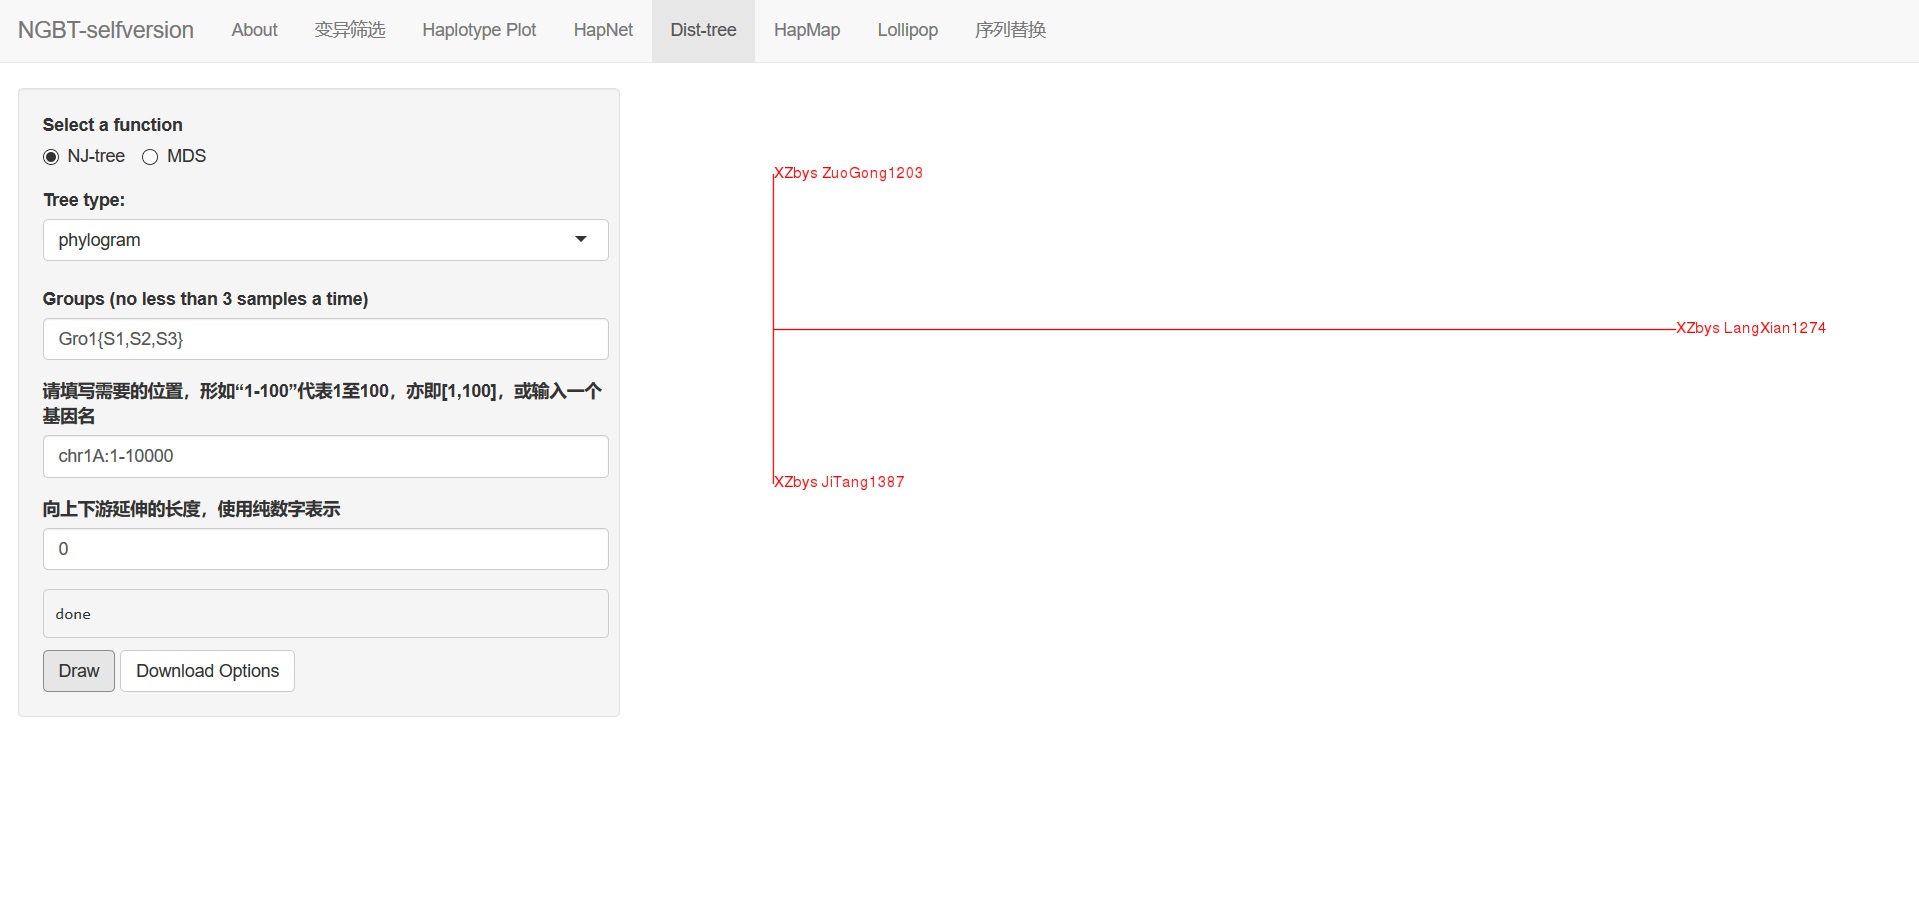 NGBT-selfversion About 变异筛选 Haplotype Plot HapNet Dist-tree HapMap Lollipop 序列替换
Select a function
NJ-tree MDS
Tree type:
phylogram
Groups (no less than 3 samples a time)
Gro1{S1,S2,S3}
请填写需要的位置，形如“1-100”代表1至100，亦即[1,100]，或输入一个
基因名
chr1A:1-10000
向上下游延伸的长度，使用纯数字表示
0
done
Draw Download Options
XZbys ZuoGong1203
XZbys LangXian1274
XZbys JiTang1387